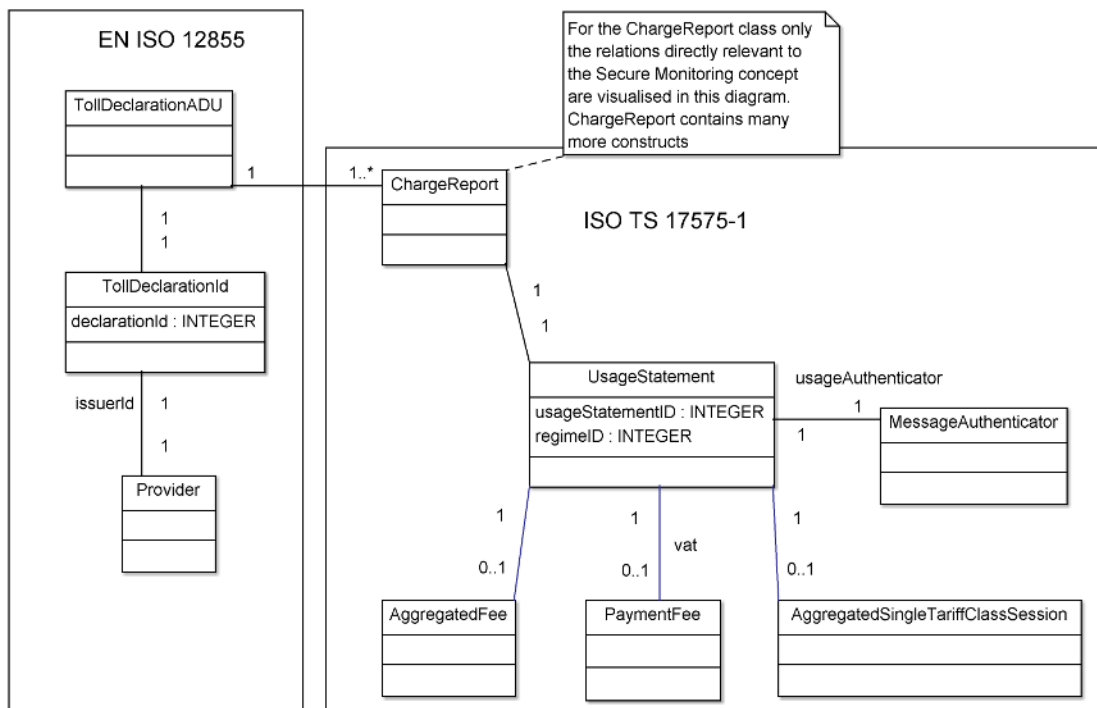 EN ISO 12855
TollDeclarationADU
1
1
1
TollDeclarationId
declarationId : INTEGER
issuerId
1
1
Provider
For the ChargeReport class only
the relations directly relevant to
the Secure Monitoring concept
are visualised in this diagram.
ChargeReport contains many
more constructs
1..*
ChargeReport
ISO TS 17575-1
1
1
UsageStatement
usageStatementID : INTEGER
regimeID : INTEGER
usageAuthenticator
1
1
MessageAuthenticator
1
0..1
AggregatedFee
1
vat
0..1
PaymentFee
1
0..1
AggregatedSingleTariffClassSession